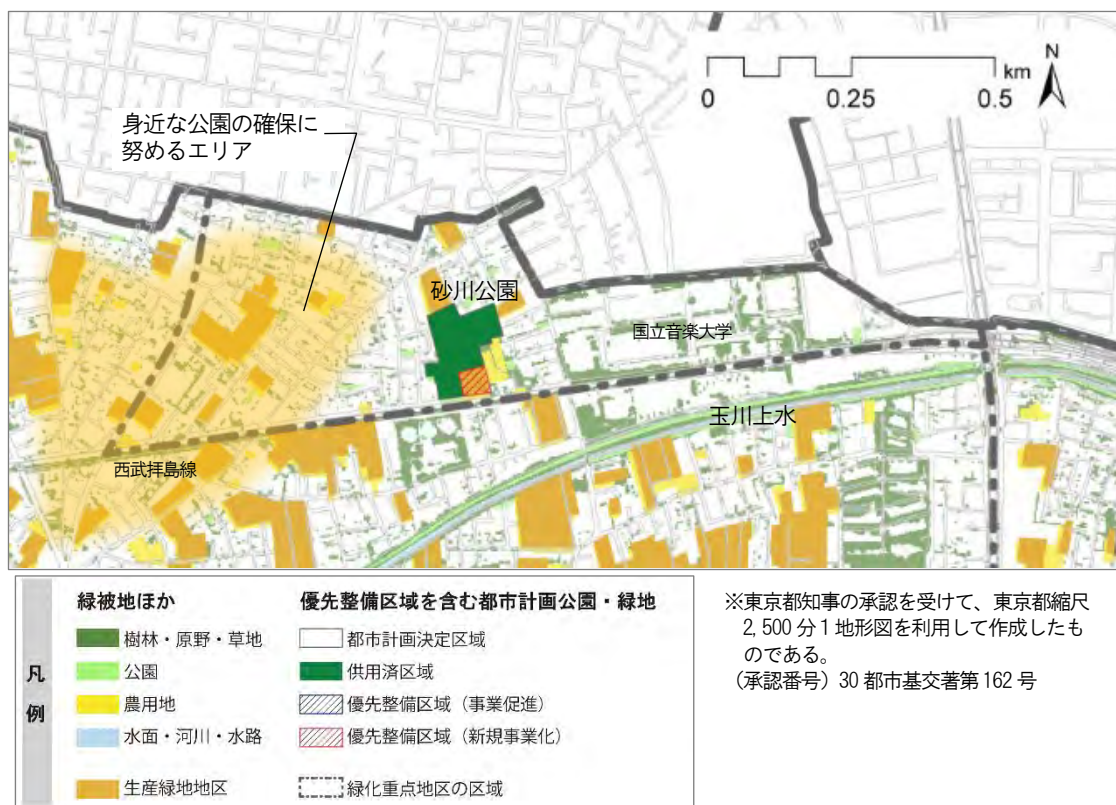 N
km
0
0.25
0.5
身近な公園の確保に
努めるエリア
砂川公園
国立音楽大学
玉川上水
西武拝島線
凡例
緑被地ほか
樹林・原野・草地
公園
農用地
水面・河川・水路
生産緑地地区
優先整備区域を含む都市計画公園・緑地
都市計画決定区域
供用済区域
優先整備区域（事業促進）
優先整備区域（新規事業化）
緑化重点地区の区域
※東京都知事の承認を受けて、東京都縮尺
2,500分1地形図を利用して作成したも
のである。
（承認番号）30都市基交著第162号